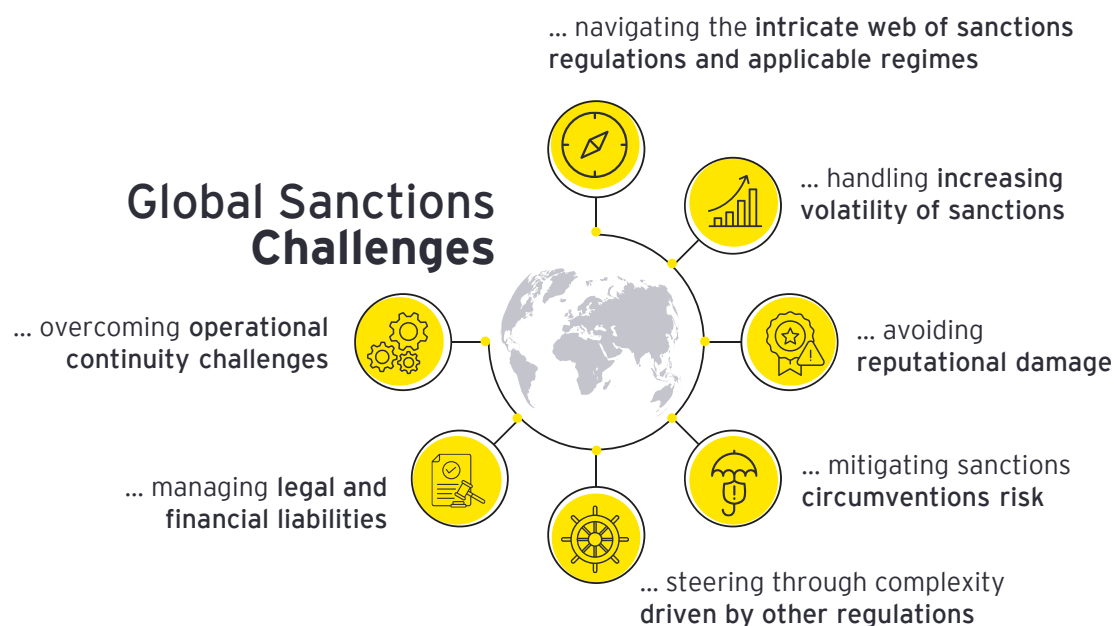 ... navigating the intricate web of sanctions
regulations and applicable regimes
Global Sanctions
Challenges
... handling increasing
volatility of sanctions
... overcoming operational
continuity challenges
... avoiding
reputational damage
... managing legal and
financial liabilities
... mitigating sanctions
circumventions risk
... steering through complexity
driven by other regulations